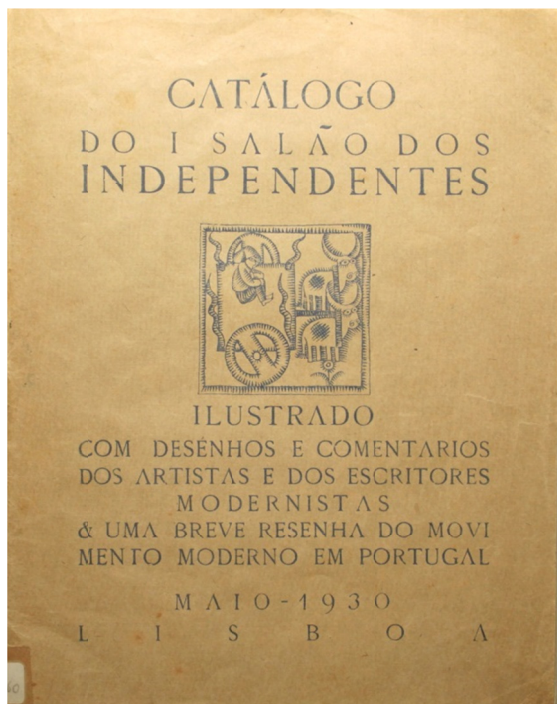 CATÁLOGO
DO I SALÃO DOS
INDEPENDENTES
ILUSTRADO
COM DESENHOS E COMENTARIOS
DOS ARTISTAS E DOS ESCRITORES
MODERNISTAS
& UMA BREVE RESENHA DO MOVI
MENTO MODERNO EM PORTUGAL
MAIO-1930
LISBOA